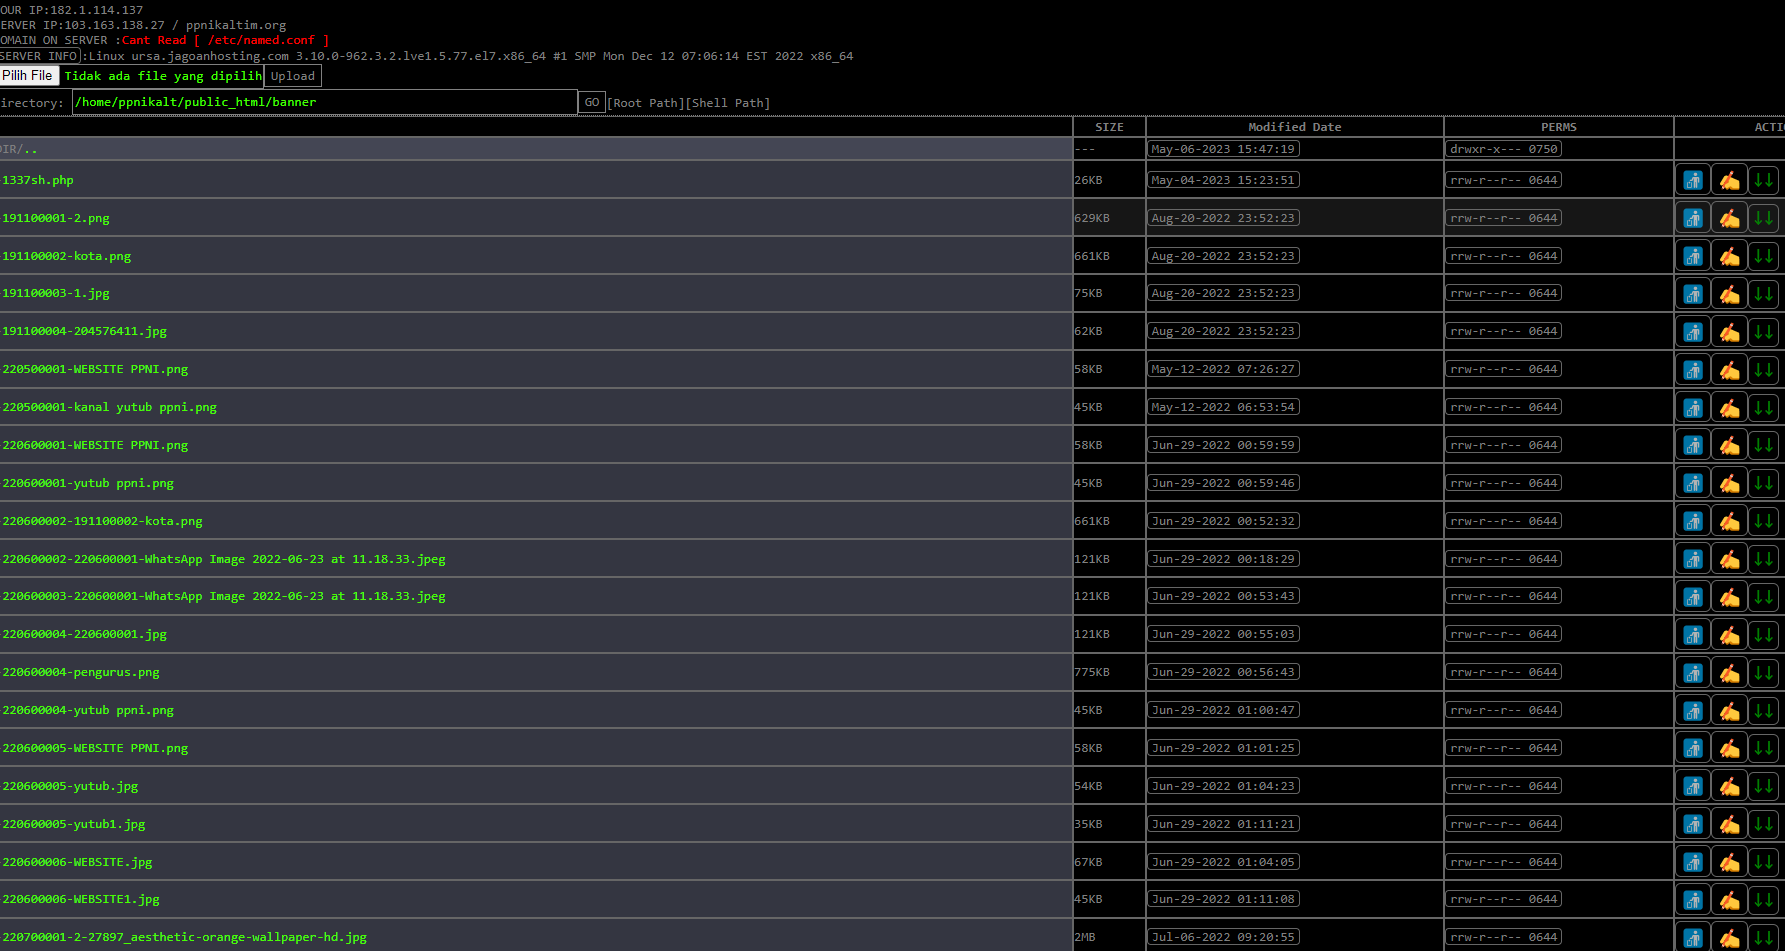 OUR IP:182.1.114.137
ERVER IP:103.163.138.27 / ppnikaltim.org
OMAIN ON SERVER :Cant Read [ /etc/named.conf ]
SERVER INFO:Linux ursa.jagoanhosting.com 3.10.0-962.3.2.lve1.5.77.el7.x86_64 #1 SMP Mon Dec 12 07:06:14 EST 2022 x86_64
Pilih File Tidak ada file yang dipilih Upload
irectory: /home/ppnikalt/public_html/banner GO [Root Path][Shell Path]
SIZE Modified Date PERMS ACTI
DIR/.. --- May-06-2023 15:47:19 drwxr-x--- 0750
1337sh.php 26KB May-04-2023 15:23:51 rrw-r--r-- 0644
191100001-2.png 629KB Aug-20-2022 23:52:23 rrw-r--r-- 0644
191100002-kota.png 661KB Aug-20-2022 23:52:23 rrw-r--r-- 0644
191100003-1.jpg 75KB Aug-20-2022 23:52:23 rrw-r--r-- 0644
191100004-204576411.jpg 62KB Aug-20-2022 23:52:23 rrw-r--r-- 0644
220500001-WEBSITE PPNI.png 58KB May-12-2022 07:26:27 rrw-r--r-- 0644
220500001-kanal yutub ppni.png 45KB May-12-2022 06:53:54 rrw-r--r-- 0644
220600001-WEBSITE PPNI.png 58KB Jun-29-2022 00:59:59 rrw-r--r-- 0644
220600001-yutub ppni.png 45KB Jun-29-2022 00:59:46 rrw-r--r-- 0644
220600002-191100002-kota.png 661KB Jun-29-2022 00:52:32 rrw-r--r-- 0644
220600002-220600001-WhatsApp Image 2022-06-23 at 11.18.33.jpeg 121KB Jun-29-2022 00:18:29 rrw-r--r-- 0644
220600003-220600001-WhatsApp Image 2022-06-23 at 11.18.33.jpeg 121KB Jun-29-2022 00:53:43 rrw-r--r-- 0644
220600004-220600001.jpg 121KB Jun-29-2022 00:55:03 rrw-r--r-- 0644
220600004-pengurus.png 775KB Jun-29-2022 00:56:43 rrw-r--r-- 0644
220600004-yutub ppni.png 45KB Jun-29-2022 01:00:47 rrw-r--r-- 0644
220600005-WEBSITE PPNI.png 58KB Jun-29-2022 01:01:25 rrw-r--r-- 0644
220600005-yutub.jpg 54KB Jun-29-2022 01:04:23 rrw-r--r-- 0644
220600005-yutub1.jpg 35KB Jun-29-2022 01:11:21 rrw-r--r-- 0644
220600006-WEBSITE.jpg 67KB Jun-29-2022 01:04:05 rrw-r--r-- 0644
220600006-WEBSITE1.jpg 45KB Jun-29-2022 01:11:08 rrw-r--r-- 0644
220700001-2-27897_aesthetic-orange-wallpaper-hd.jpg 2MB Jul-06-2022 09:20:55 rrw-r--r-- 0644